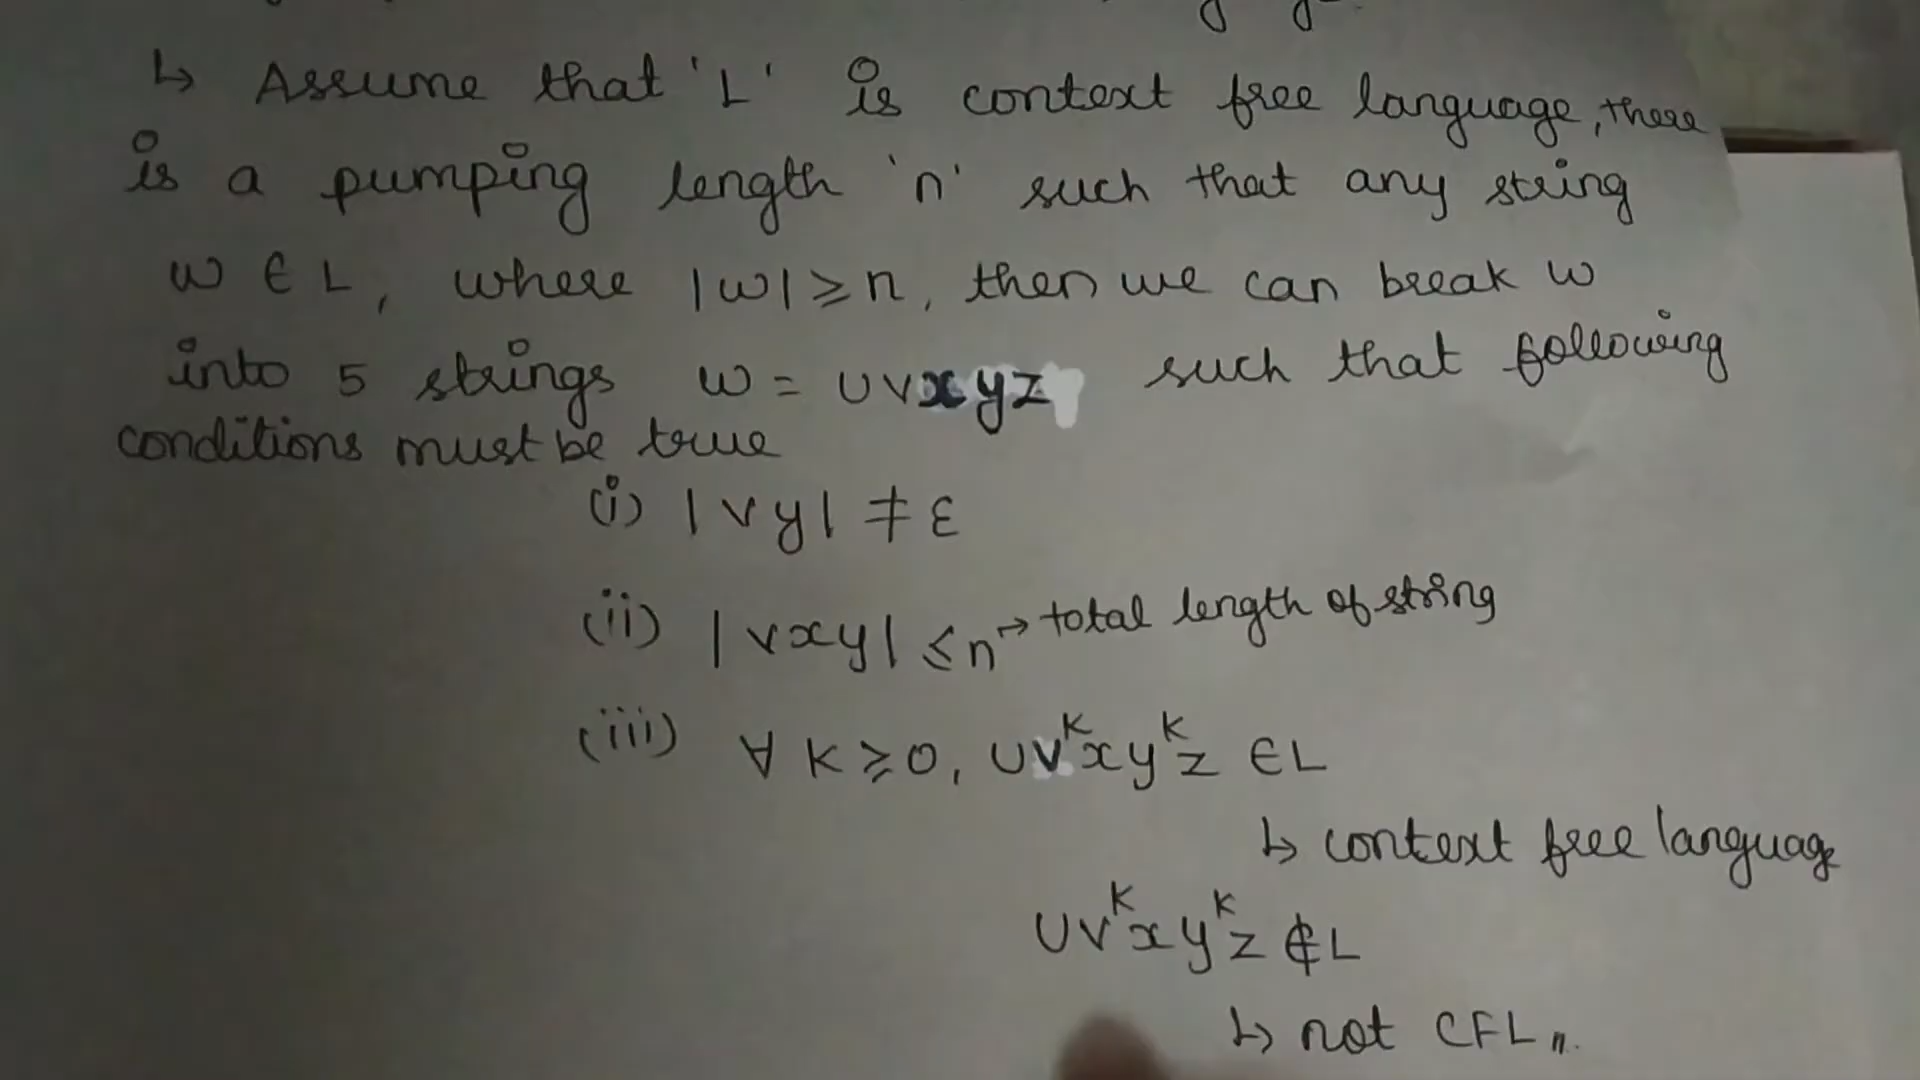 ↳ Assume that 'L' is context free language, there
is a pumping length 'n' such that any string
w ∈ L, where |w| ≥ n, then we can break w
into 5 strings w = uvxyz such that following
conditions must be true
(i) |vy| ≠ ε
(ii) |vxy| ≤ n → total length of string
(iii) ∀ K ≥ 0, uv^K xy^K z ∈ L
↳ context free language
uv^K xy^K z ∉ L
↳ not CFL